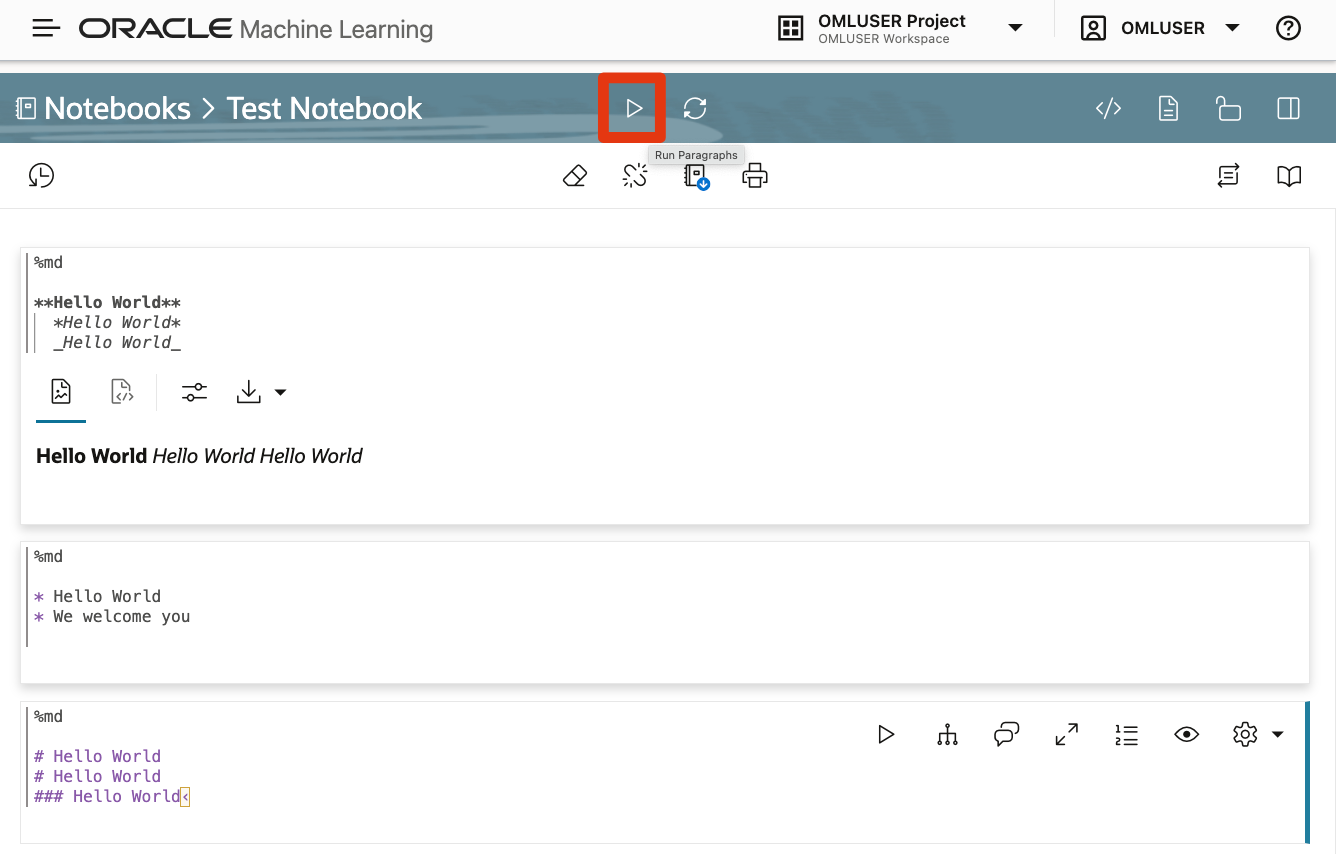 ORACLE Machine Learning
OMLUSER Project
OMLUSER Workspace
OMLUSER
Notebooks > Test Notebook
Run Paragraphs
%md
**Hello World**
*Hello World*
_Hello World_
Hello World Hello World Hello World
%md
* Hello World
* We welcome you
%md
# Hello World
# Hello World
### Hello World<